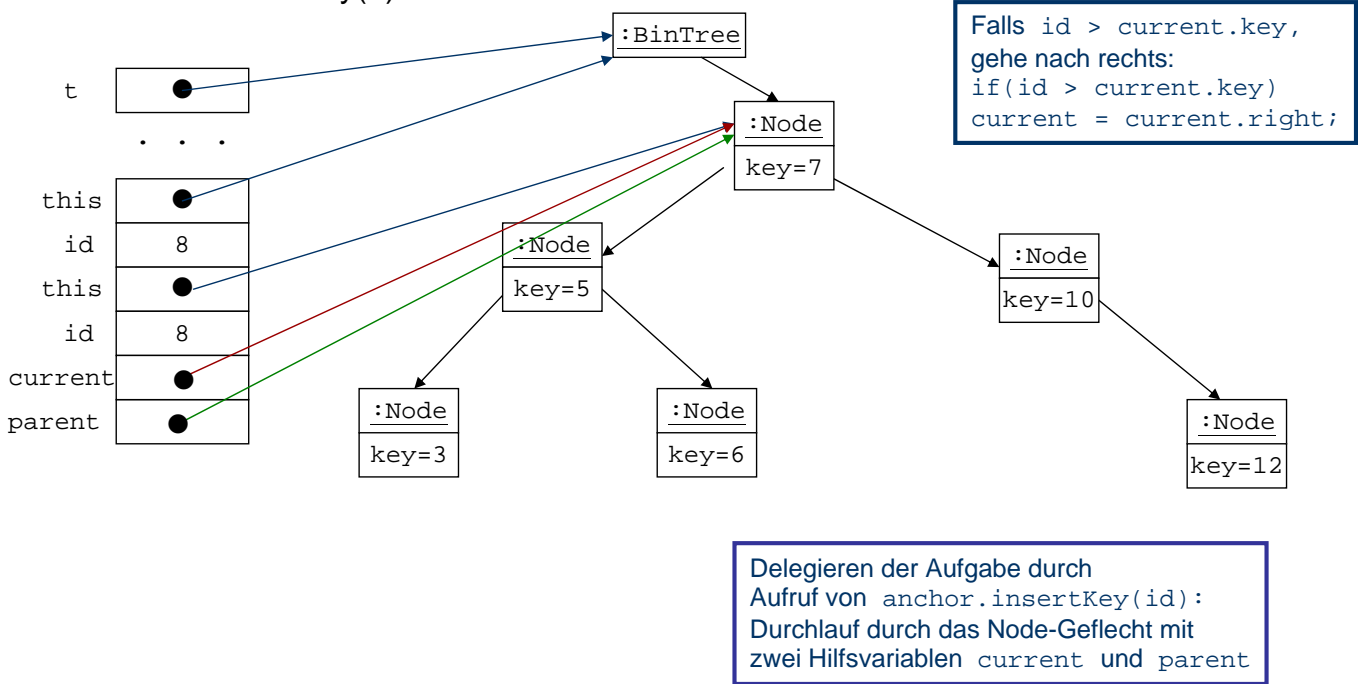 y(8)
:BinTree
Falls id > current.key,
gehe nach rechts:
if(id > current.key)
current = current.right;
t
. . .
:Node
key=7
this
id 8
this
id 8
current
parent
:Node
key=5
:Node
key=10
:Node
key=3
:Node
key=6
:Node
key=12
Delegieren der Aufgabe durch
Aufruf von anchor.insertKey(id):
Durchlauf durch das Node-Geflecht mit
zwei Hilfsvariablen current und parent